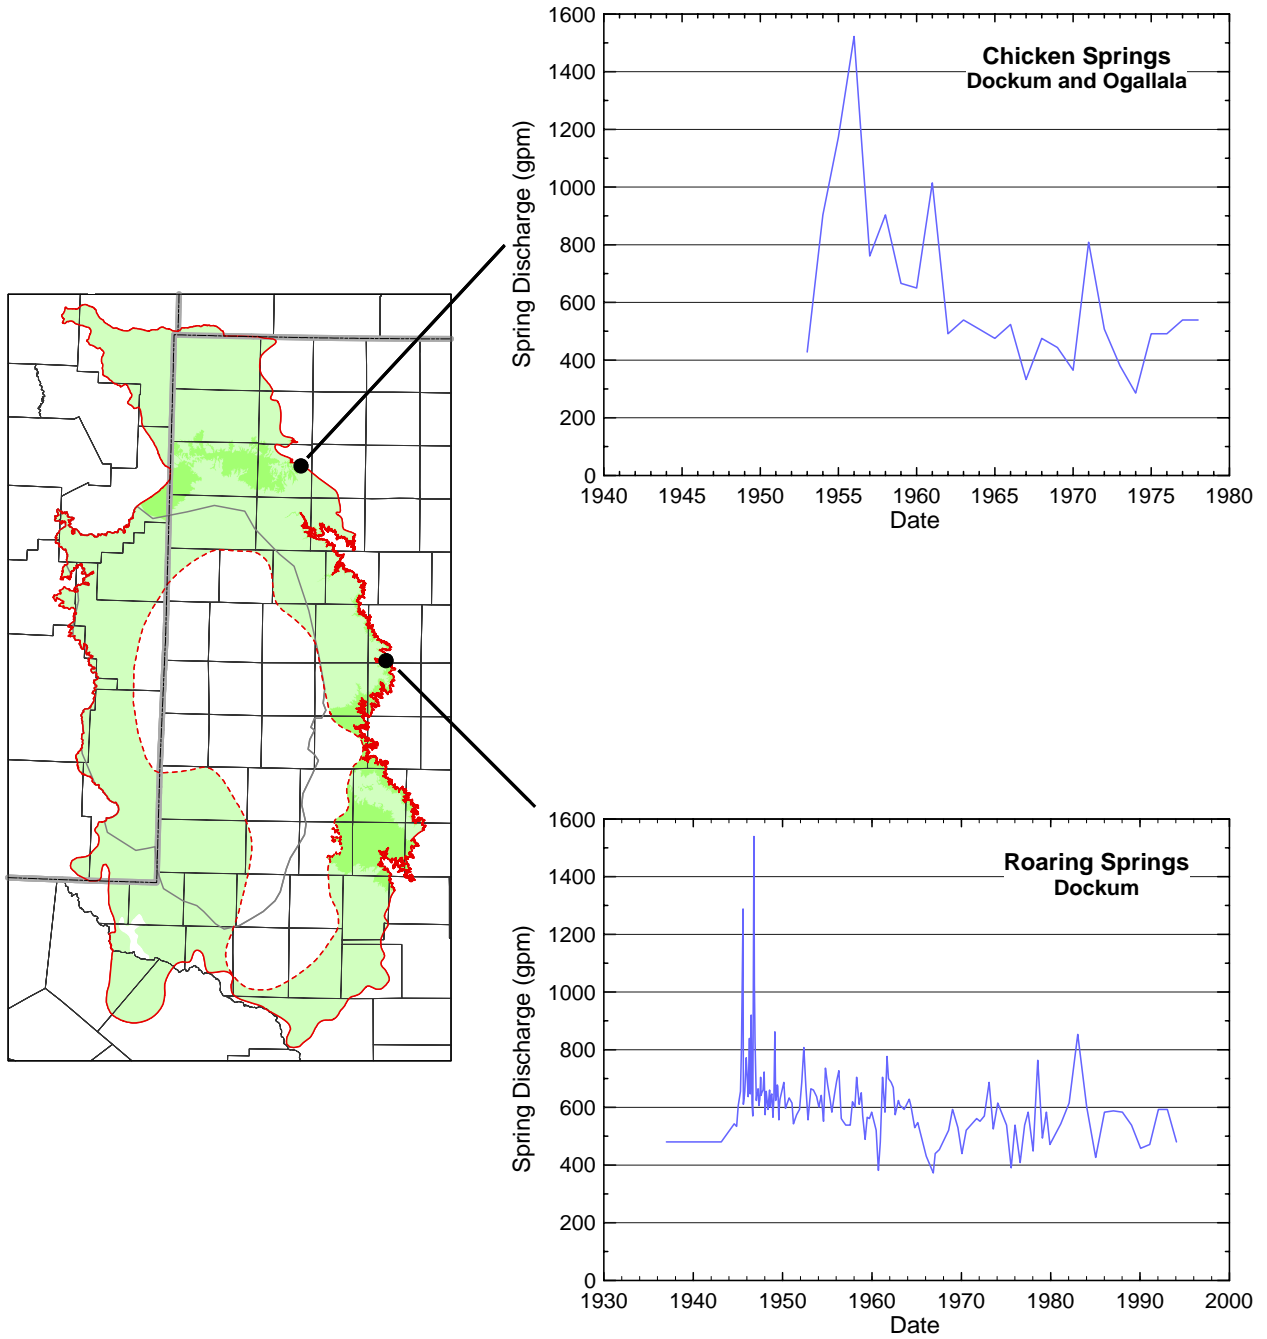 Chicken Springs
Dockum and Ogallala
Spring Discharge (gpm)
1600
1400
1200
1000
800
600
400
200
0
1940 1945 1950 1955 1960 1965 1970 1975 1980
Date
Roaring Springs
Dockum
Spring Discharge (gpm)
1600
1400
1200
1000
800
600
400
200
0
1930 1940 1950 1960 1970 1980 1990 2000
Date